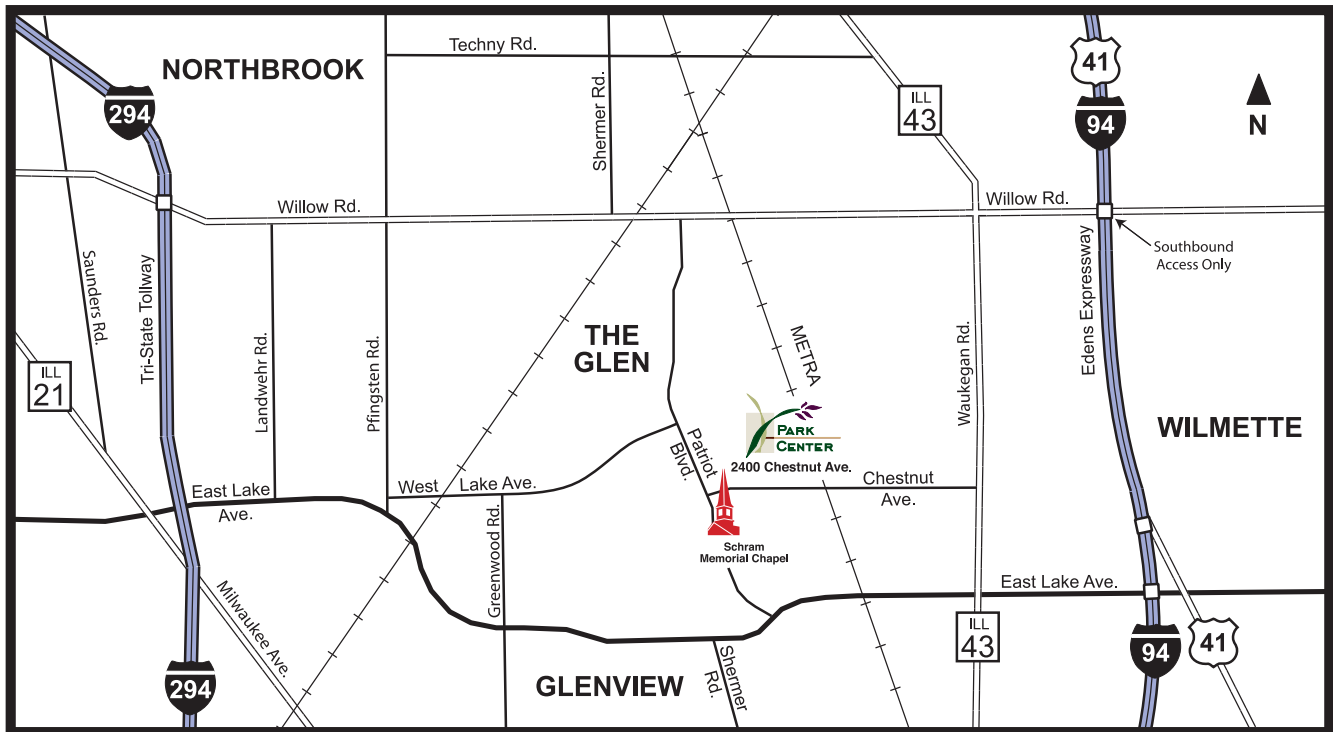 NORTHBROOK
294
Techny Rd.
Shermer Rd.
ILL
43
41
94
N
Willow Rd.
Willow Rd.
Southbound
Access Only
Saunders Rd.
Tri-State Tollway
Landwehr Rd.
Pfingsten Rd.
THE
GLEN
METRA
Waukegan Rd.
Edens Expressway
WILMETTE
ILL
21
PARK
CENTER
2400 Chestnut Ave.
Patriot
Blvd.
Chestnut
Ave.
West Lake Ave.
East Lake
Ave.
Greenwood Rd.
Schram
Memorial Chapel
East Lake Ave.
Milwaukee Ave.
294
GLENVIEW
Shermer
Rd.
ILL
43
94
41